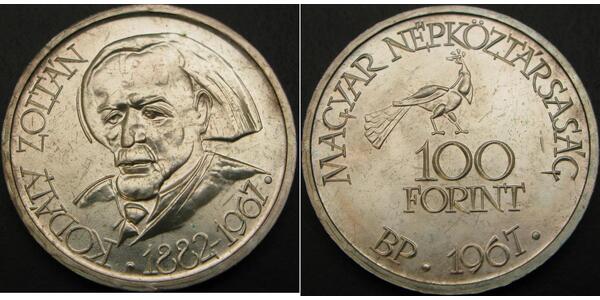 KODÁLY ZOLTÁN
· 1882-1967 ·
MAGYAR NÉPKÖZTÁRSASÁG
100
FORINT
BP · 1967 ·